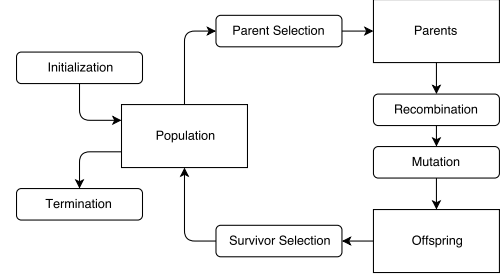 Parent Selection
Parents
Initialization
Recombination
Population
Mutation
Termination
Survivor Selection
Offspring